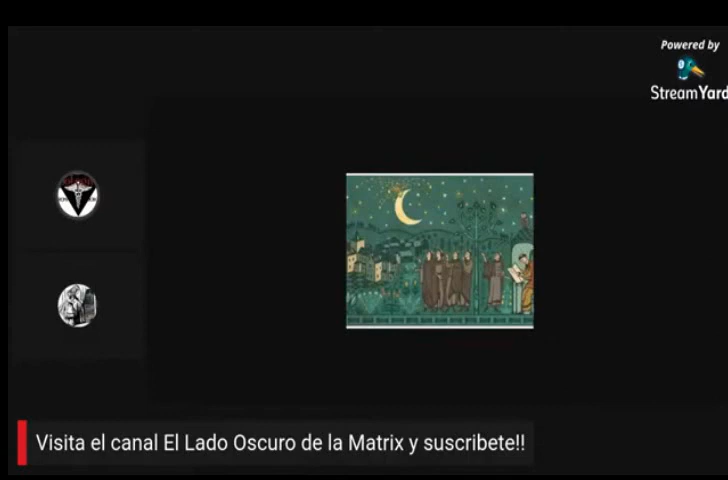 Powered by
StreamYard
Visita el canal El Lado Oscuro de la Matrix y suscribete!!